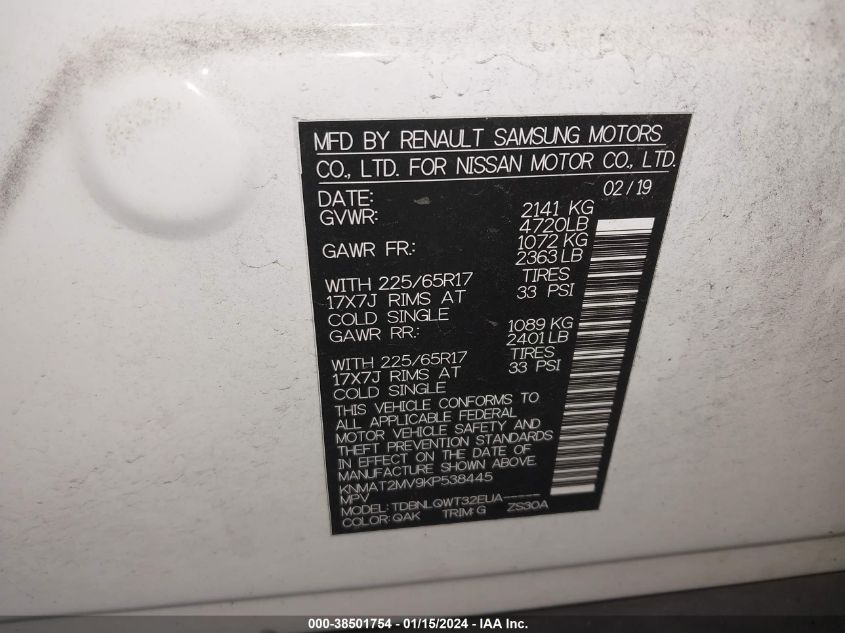 MFD BY RENAULT SAMSUNG MOTORS
CO., LTD. FOR NISSAN MOTOR CO., LTD.
DATE: 02/19
GVWR: 2141 KG
4720LB
GAWR FR.: 1072 KG
2363 LB
WITH 225/65R17 TIRES
17X7J RIMS AT 33 PSI
COLD SINGLE
GAWR RR.: 1089 KG
2401LB
WITH 225/65R17 TIRES
17X7J RIMS AT 33 PSI
COLD SINGLE
THIS VEHICLE CONFORMS TO
ALL APPLICABLE FEDERAL
MOTOR VEHICLE SAFETY AND
THEFT PREVENTION STANDARDS
IN EFFECT ON THE DATE OF
MANUFACTURE SHOWN ABOVE.
KNMAT2MV9KP538445
MPV
MODEL: TDBNLQWT32EUA-----
COLOR: QAK TRIM: G ZS30A
000-38501754 - 01/15/2024 - IAA Inc.